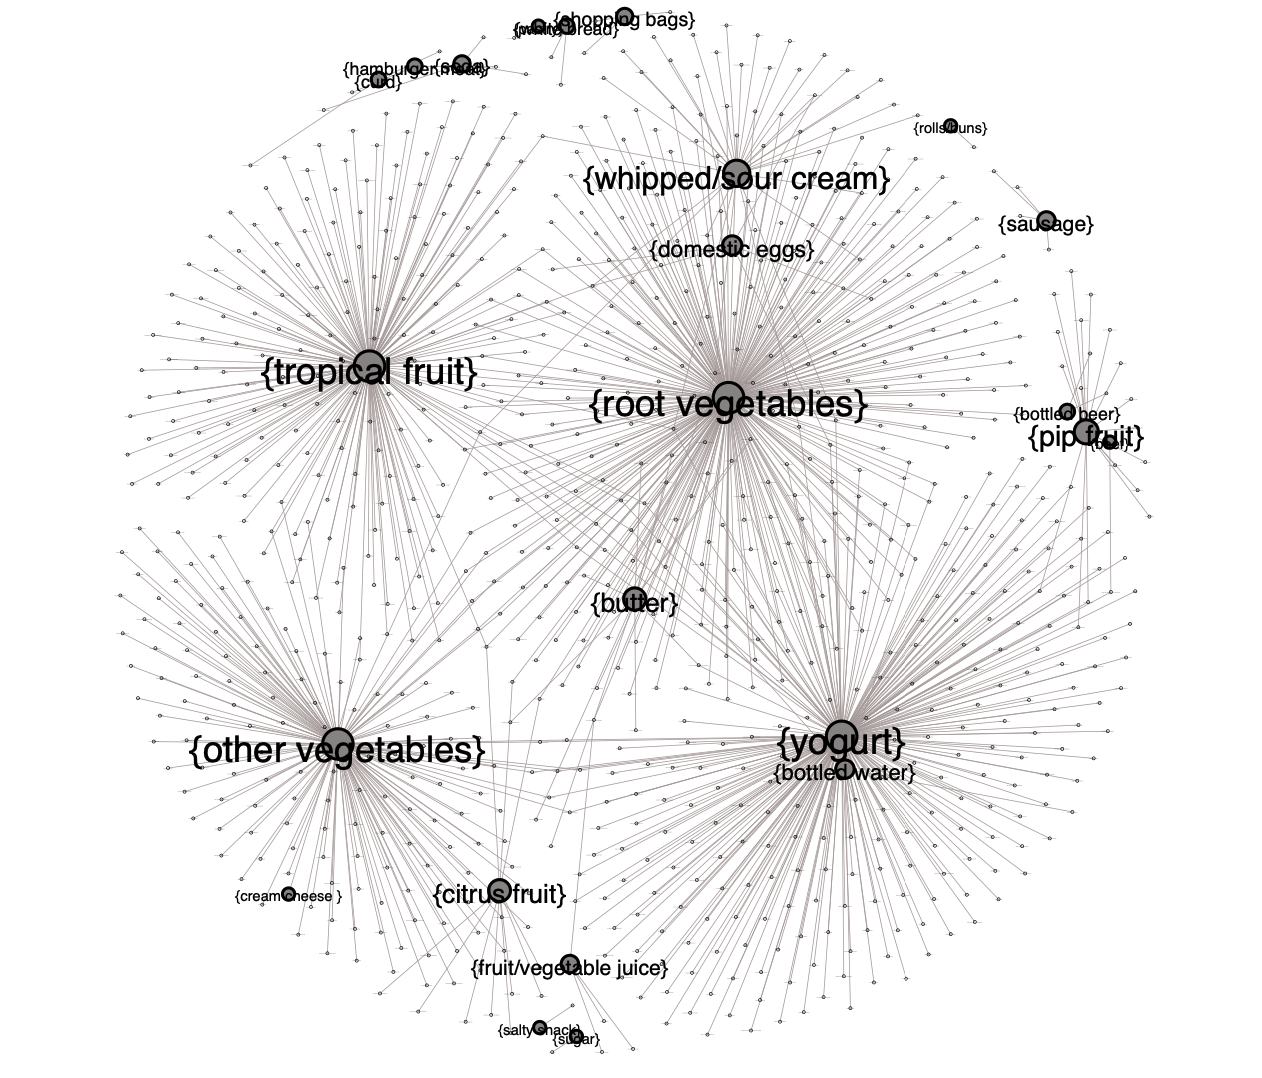 {shopping bags}
{hamburger meat}
{soda}
{curd}
{rolls/buns}
{whipped/sour cream}
{sausage}
{domestic eggs}
{tropical fruit}
{root vegetables}
{bottled beer}
{pip fruit}
{butter}
{other vegetables}
{yogurt}
{bottled water}
{cream cheese }
{citrus fruit}
{fruit/vegetable juice}
{salty snack}
{sugar}